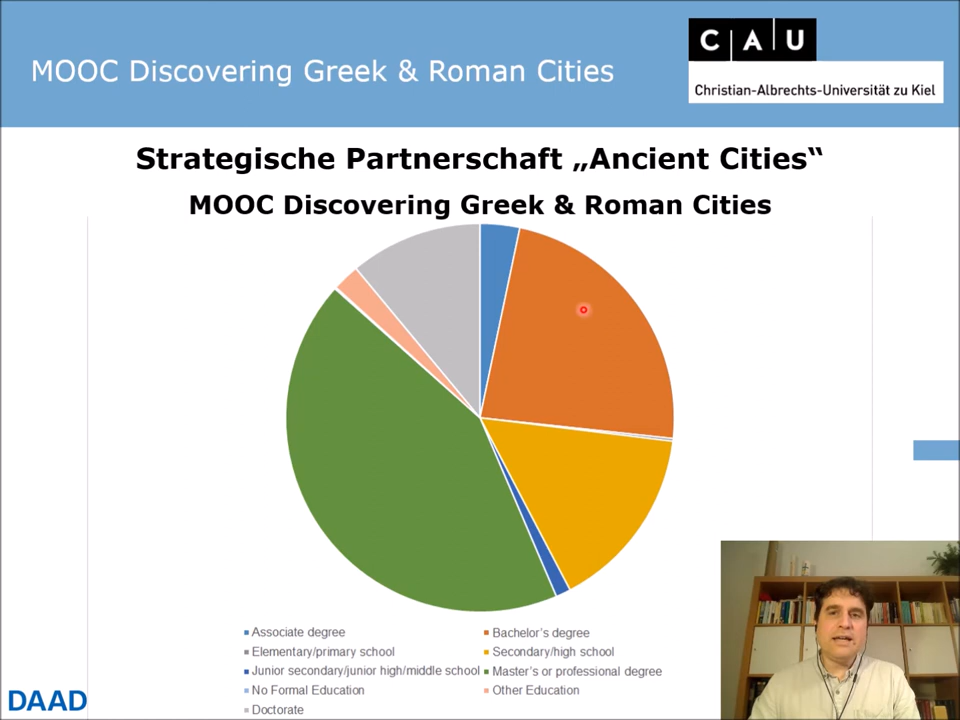 MOOC Discovering Greek & Roman Cities
CAU
Christian-Albrechts-Universität zu Kiel
Strategische Partnerschaft „Ancient Cities“
MOOC Discovering Greek & Roman Cities
Associate degree
Bachelor's degree
Elementary/primary school
Secondary/high school
Junior secondary/junior high/middle school
Master's or professional degree
No Formal Education
Other Education
Doctorate
DAAD